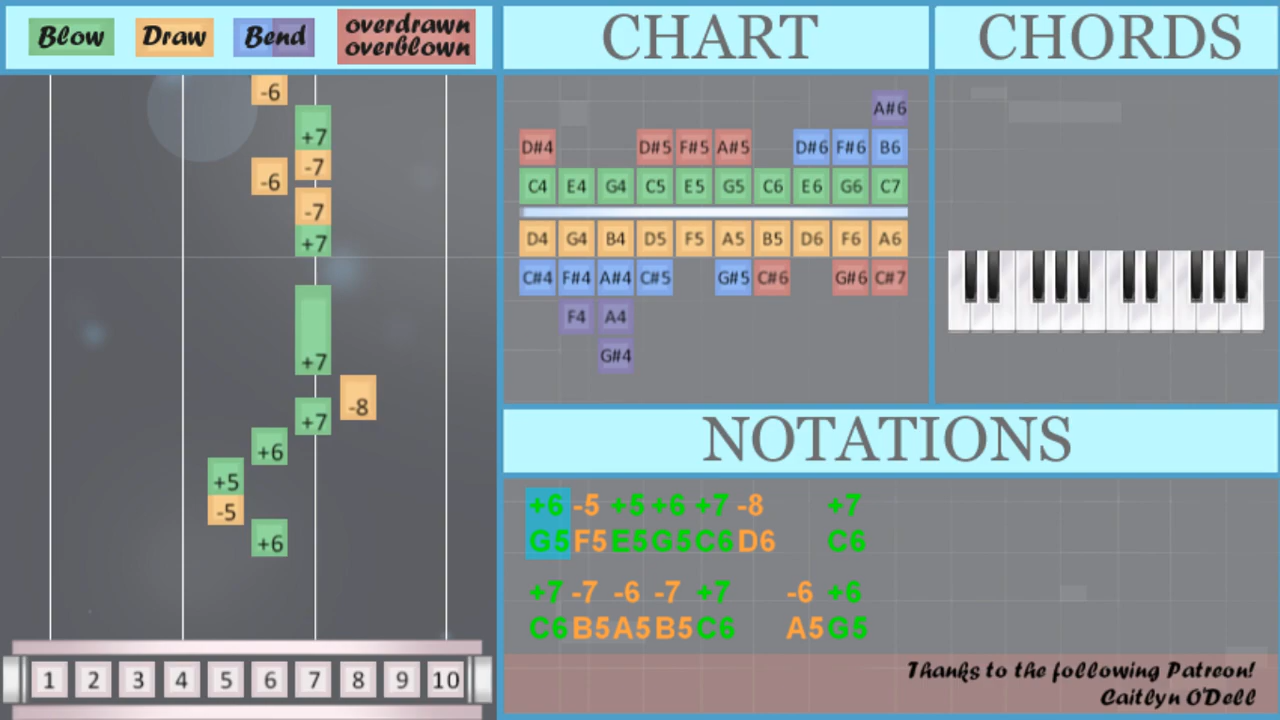 Blow Draw Bend overdrawn
overblown
CHART
CHORDS
-6
+7
-7
-6
-7
+7
+7
-8
+7
+6
+5
-5
+6
1 2 3 4 5 6 7 8 9 10
A#6
D#4 D#5 F#5 A#5 D#6 F#6 B6
C4 E4 G4 C5 E5 G5 C6 E6 G6 C7
D4 G4 B4 D5 F5 A5 B5 D6 F6 A6
C#4 F#4 A#4 C#5 G#5 C#6 G#6 C#7
F4 A4
G#4
NOTATIONS
+6 -5 +5 +6 +7 -8 +7
G5 F5 E5 G5 C6 D6 C6
+7 -7 -6 -7 +7 -6 +6
C6 B5 A5 B5 C6 A5 G5
Thanks to the following Patreon!
Caitlyn O'Dell